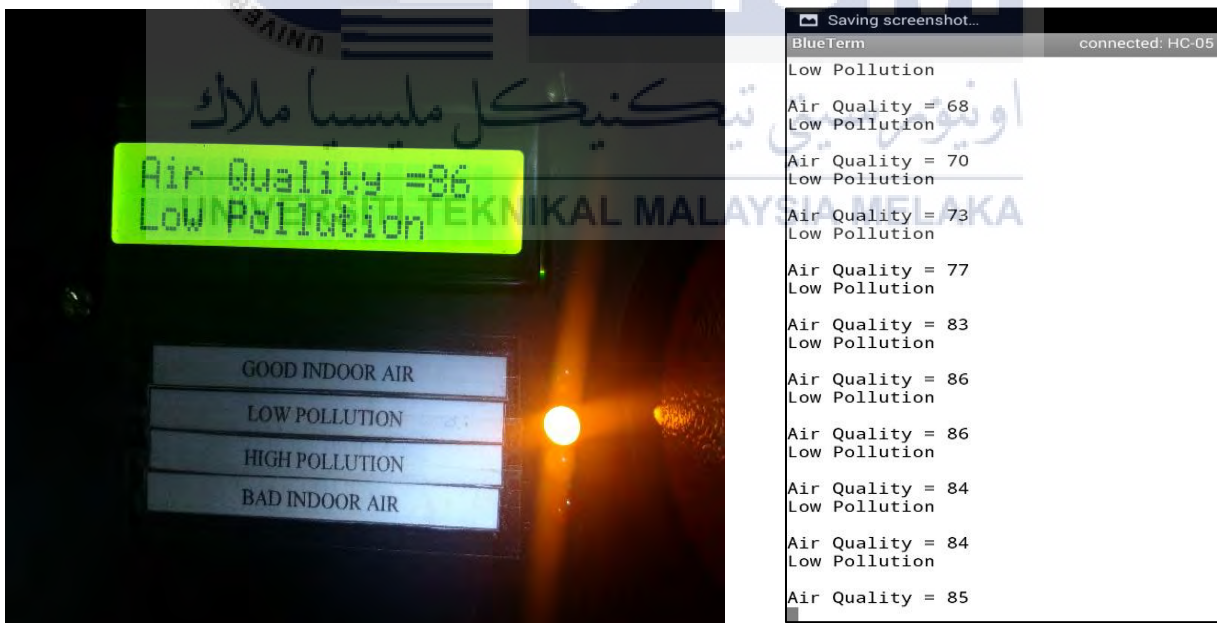 UNIVER
اونيۏرسيتي تيكنيكل مليسيا ملاك
UNIVERSITI TEKNIKAL MALAYSIA MELAKA
Air Quality =86
Low Pollution
GOOD INDOOR AIR
LOW POLLUTION
HIGH POLLUTION
BAD INDOOR AIR
Saving screenshot...
BlueTerm connected: HC-05
Low Pollution
Air Quality = 68
Low Pollution
Air Quality = 70
Low Pollution
Air Quality = 73
Low Pollution
Air Quality = 77
Low Pollution
Air Quality = 83
Low Pollution
Air Quality = 86
Low Pollution
Air Quality = 86
Low Pollution
Air Quality = 84
Low Pollution
Air Quality = 84
Low Pollution
Air Quality = 85